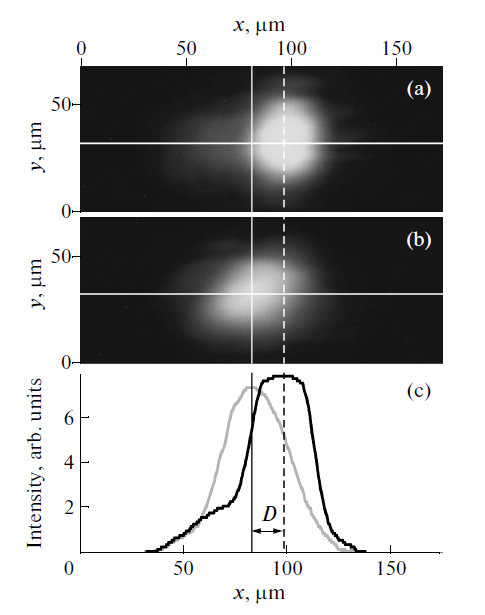 x, μm
0 50 100 150
(a)
50
y, μm
0
(b)
50
y, μm
0
(c)
Intensity, arb. units
6
4
2
D
0 50 100 150
x, μm